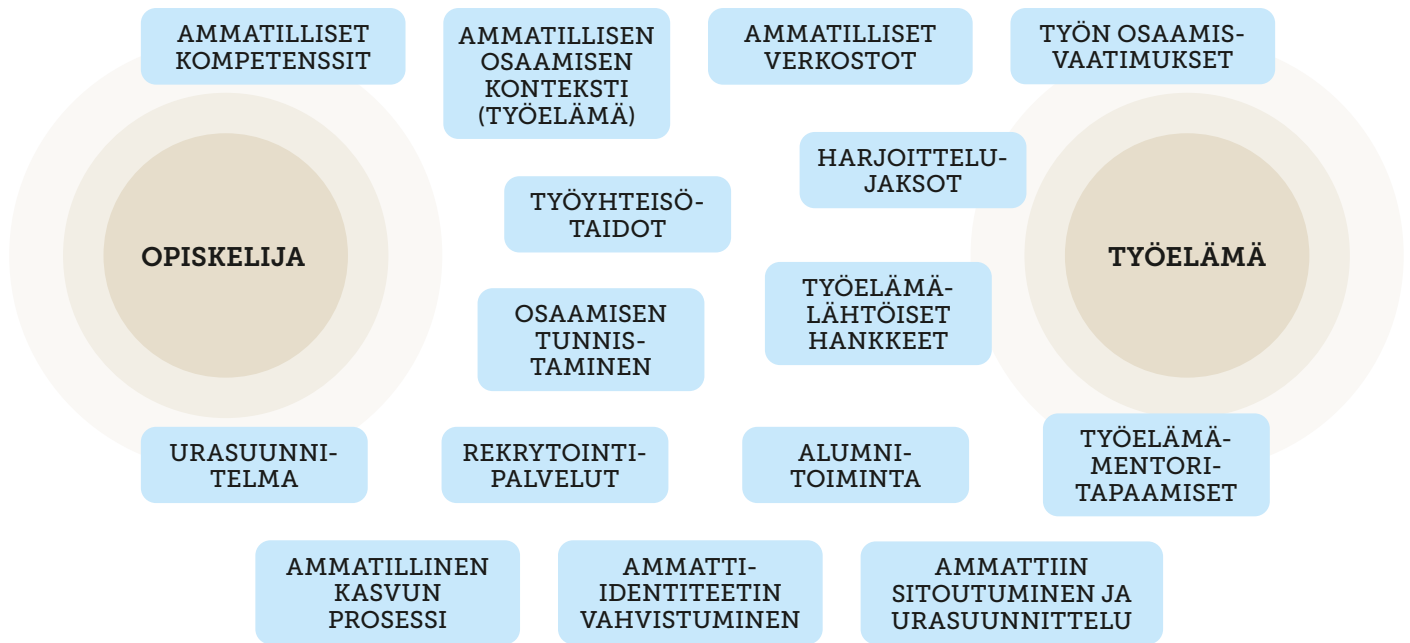 AMMATILLISET
KOMPETENSSIT
AMMATILLISEN
OSAAMISEN
KONTEKSTI
(TYÖELÄMÄ)
AMMATILLISET
VERKOSTOT
TYÖN OSAAMIS-
VAATIMUKSET
HARJOITTELU-
JAKSOT
TYÖYHTEISÖ-
TAIDOT
OPISKELIJA
TYÖELÄMÄ
TYÖELÄMÄ-
LÄHTÖISET
HANKKEET
OSAAMISEN
TUNNIS-
TAMINEN
URASUUNNI-
TELMA
REKRYTOINTI-
PALVELUT
ALUMNI-
TOIMINTA
TYÖELÄMÄ-
MENTORI-
TAPAAMISET
AMMATILLINEN
KASVUN
PROSESSI
AMMATTI-
IDENTITEETIN
VAHVISTUMINEN
AMMATTIIN
SITOUTUMINEN JA
URASUUNNITTELU